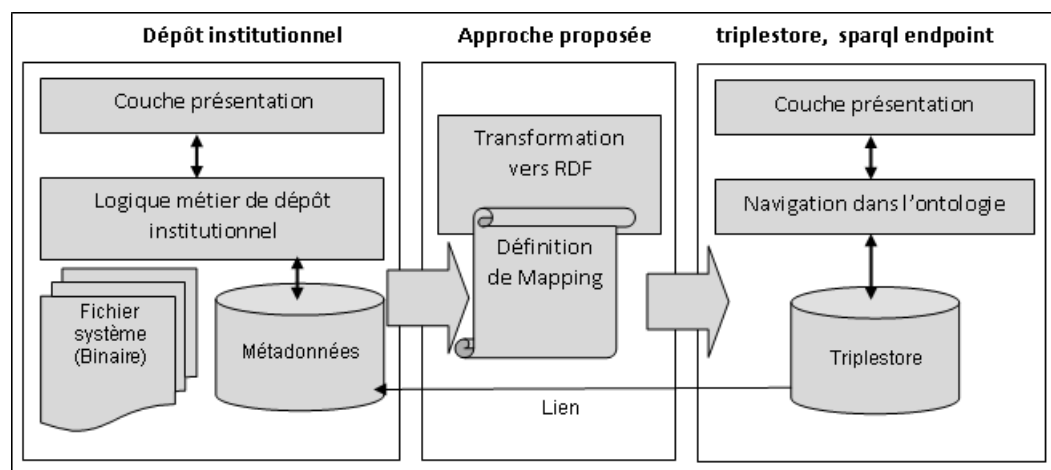 Dépôt institutionnel
Approche proposée
triplestore, sparql endpoint
Couche présentation
Logique métier de dépôt
institutionnel
Fichier
système
(Binaire)
Métadonnées
Transformation
vers RDF
Définition
de Mapping
Couche présentation
Navigation dans l'ontologie
Triplestore
Lien